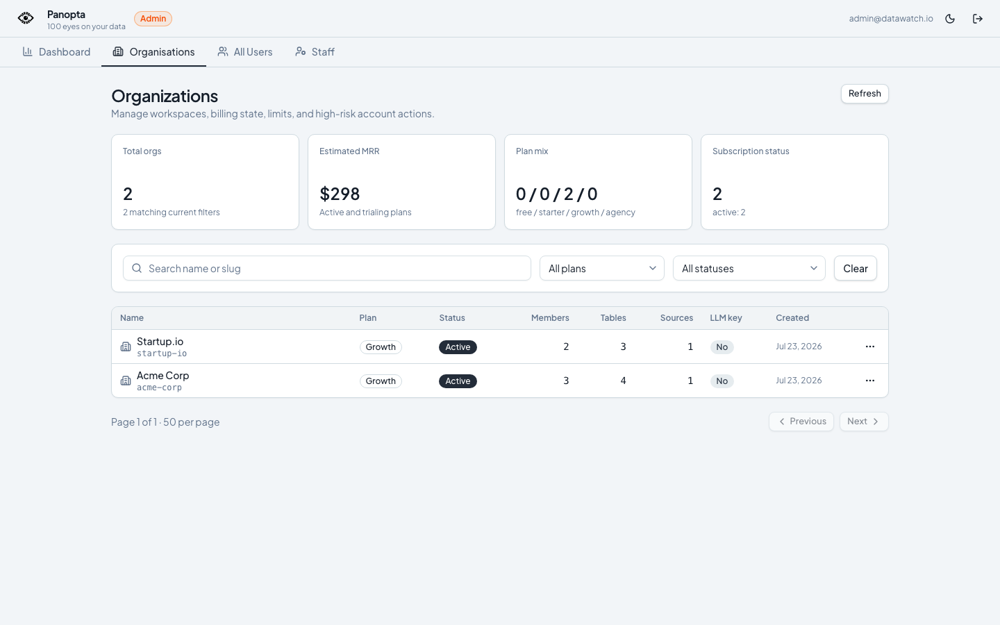 Panopta
100 eyes on your data
Admin
admin@datawatch.io
Dashboard
Organisations
All Users
Staff
Organizations
Manage workspaces, billing state, limits, and high-risk account actions.
Refresh
Total orgs
2
2 matching current filters
Estimated MRR
$298
Active and trialing plans
Plan mix
0 / 0 / 2 / 0
free / starter / growth / agency
Subscription status
2
active: 2
Search name or slug
All plans
All statuses
Clear
Name Plan Status Members Tables Sources LLM key Created
Startup.io Growth Active 2 3 1 No Jul 23, 2026
startup-io
Acme Corp Growth Active 3 4 1 No Jul 23, 2026
acme-corp
Page 1 of 1 · 50 per page
Previous
Next